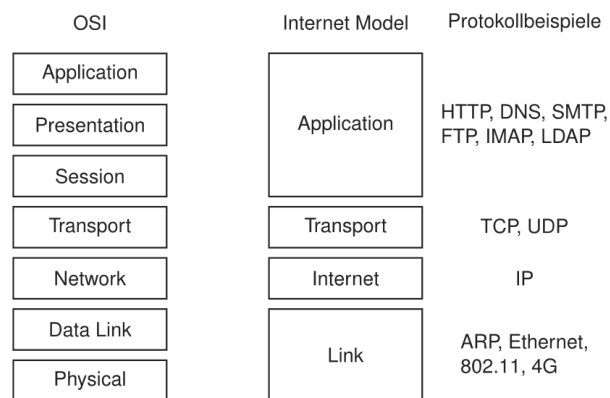 OSI
Internet Model
Protokollbeispiele
Application
Presentation
Session
Application
HTTP, DNS, SMTP,
FTP, IMAP, LDAP
Transport
Transport
TCP, UDP
Network
Internet
IP
Data Link
Physical
Link
ARP, Ethernet,
802.11, 4G